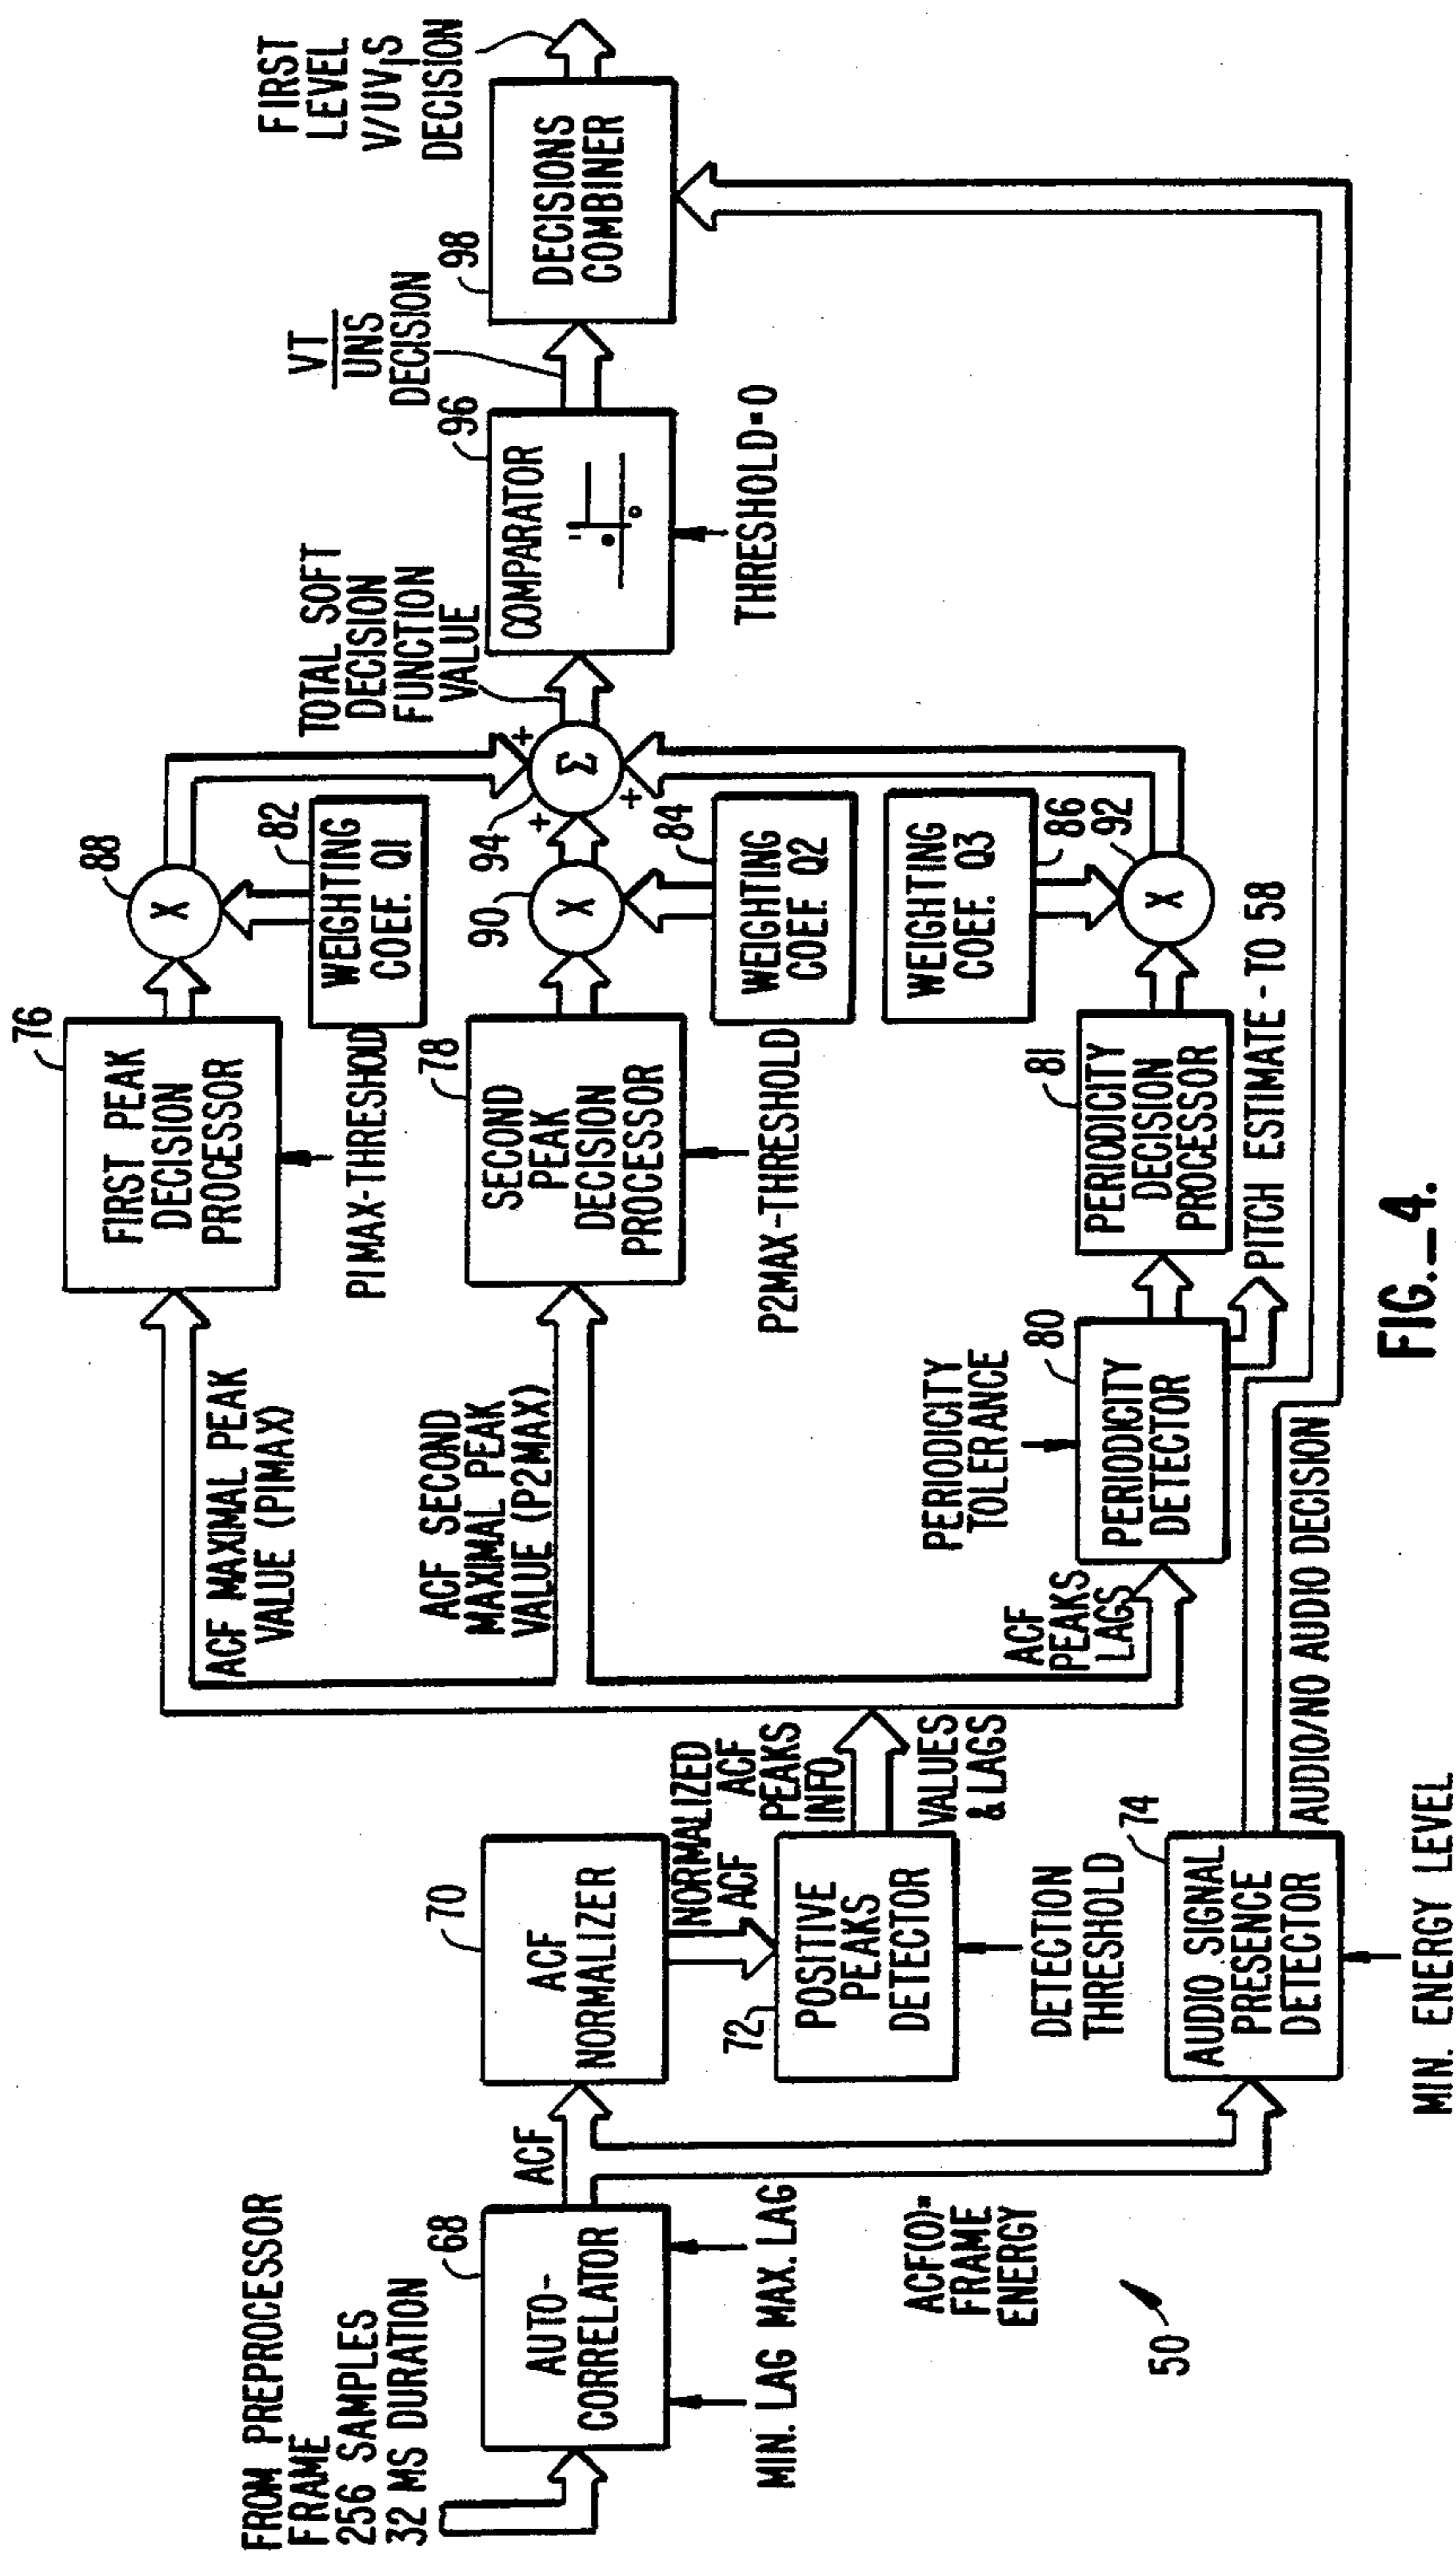 FROM PREPROCESSOR
FRAME
256 SAMPLES
32 MS DURATION
68
AUTO-
CORRELATOR
MIN. LAG MAX. LAG
ACF
ACF(0)=
FRAME
ENERGY
50
70
ACF
NORMALIZER
NORMALIZED
ACF
72
POSITIVE
PEAKS
DETECTOR
DETECTION
THRESHOLD
ACF
PEAKS
INFO
VALUES
& LAGS
74
AUDIO SIGNAL
PRESENCE
DETECTOR
MIN. ENERGY LEVEL
AUDIO/NO AUDIO DECISION
ACF MAXIMAL PEAK
VALUE (P1MAX)
ACF SECOND
MAXIMAL PEAK
VALUE (P2MAX)
ACF
PEAKS
LAGS
76
FIRST PEAK
DECISION
PROCESSOR
P1MAX-THRESHOLD
78
SECOND
PEAK
DECISION
PROCESSOR
P2MAX-THRESHOLD
PERIODICITY
TOLERANCE
80
PERIODICITY
DETECTOR
81
PERIODICITY
DECISION
PROCESSOR
PITCH ESTIMATE - TO 58
88
X
82
WEIGHTING
COEF. Q1
90
X
84
WEIGHTING
COEF. Q2
WEIGHTING
COEF. Q3
86
92
X
94
Σ
+
+
+
TOTAL SOFT
DECISION
FUNCTION
VALUE
96
COMPARATOR
1
0
0
THRESHOLD=0
VT
UNS
DECISION
98
DECISIONS
COMBINER
FIRST
LEVEL
V/UV/S
DECISION
FIG._4.